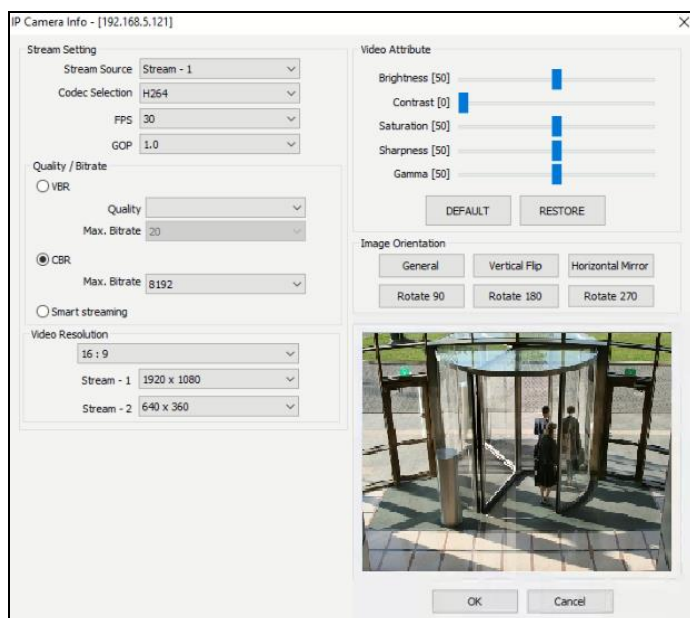 IP Camera Info - [192.168.5.121]
Stream Setting
Stream Source Stream - 1
Codec Selection H264
FPS 30
GOP 1.0
Quality / Bitrate
VBR
Quality
Max. Bitrate 20
CBR
Max. Bitrate 8192
Smart streaming
Video Resolution
16 : 9
Stream - 1 1920 x 1080
Stream - 2 640 x 360
Video Attribute
Brightness [50]
Contrast [0]
Saturation [50]
Sharpness [50]
Gamma [50]
DEFAULT RESTORE
Image Orientation
General Vertical Flip Horizontal Mirror
Rotate 90 Rotate 180 Rotate 270
OK Cancel